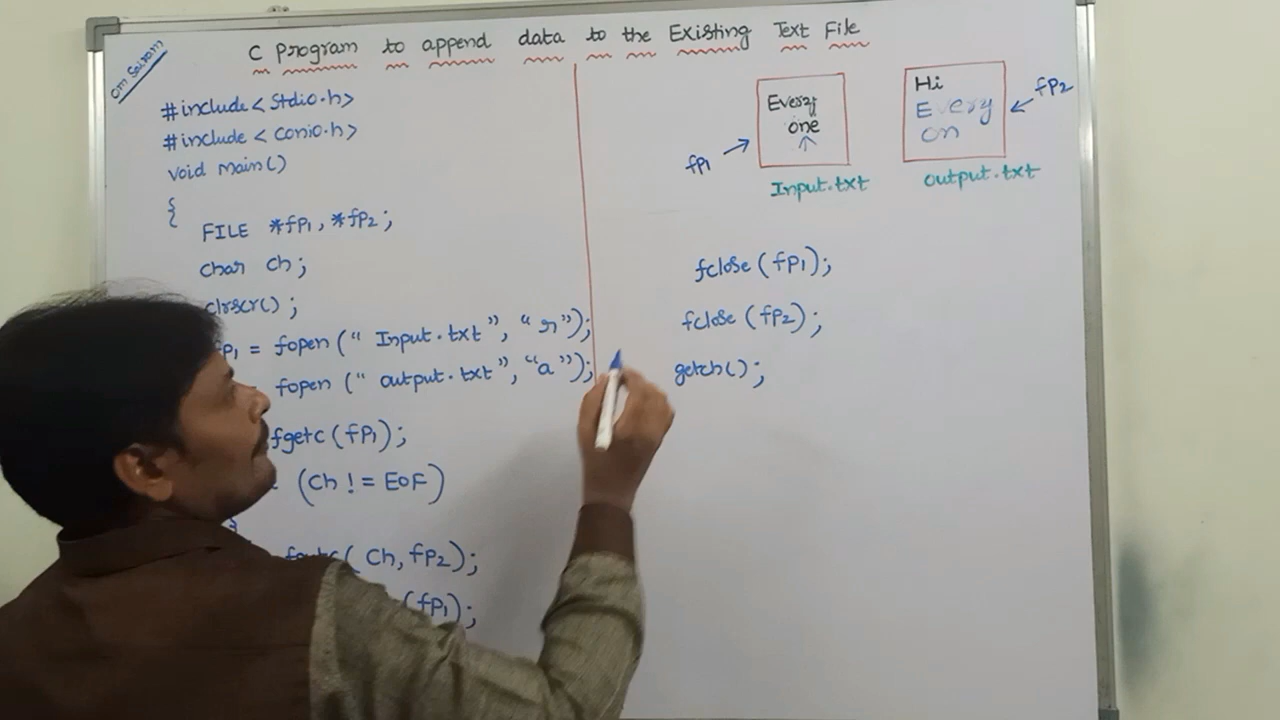 Om Sairam
C Program to append data to the Existing Text File
#include < Stdio.h>
#include < conio.h>
void main()
{
FILE *fp1, *fp2;
char ch;
clrscr();
fp1 = fopen (" Input.txt", "r");
fopen (" output.txt", "a");
fgetc (fp1);
(ch != EOF)
fputc( ch, fp2);
(fp1);
Every
one
fp1
Input.txt
Hi
Every
on
fp2
output.txt
fclose (fp1);
fclose (fp2);
getch();